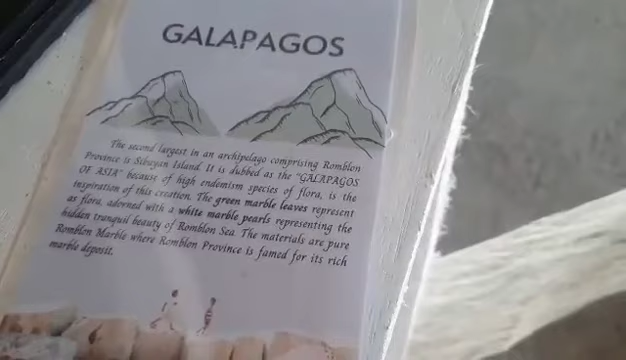 GALAPAGOS
The second largest in an archipelago comprising Romblon
Province is Sibuyan Island. It is dubbed as the "GALAPAGOS
OF ASIA" because of high endemism species of flora, is the
inspiration of this creation. The green marble leaves represent
as flora, adorned with a white marble pearls representing the
hidden tranquil beauty of Romblon Sea. The materials are pure
Romblon Marble where Romblon Province is famed for its rich
marble deposit.